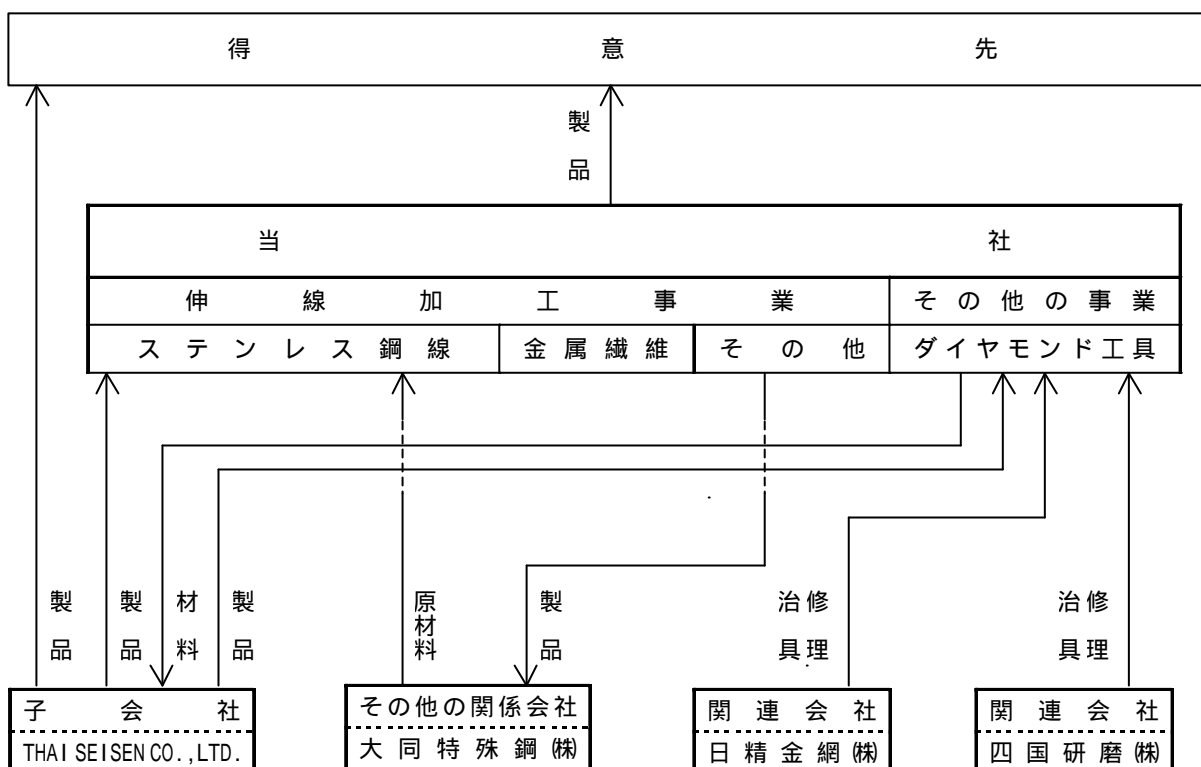 得意先
製品
当社
伸線加工事業 その他の事業
ステンレス鋼線 金属繊維 その他 ダイヤモンド工具
製品 製品 材料 製品 原材料 製品 治具修理 治具修理
子会社 その他の関係会社 関連会社 関連会社
THAI SEISEN CO.,LTD. 大同特殊鋼㈱ 日精金網㈱ 四国研磨㈱